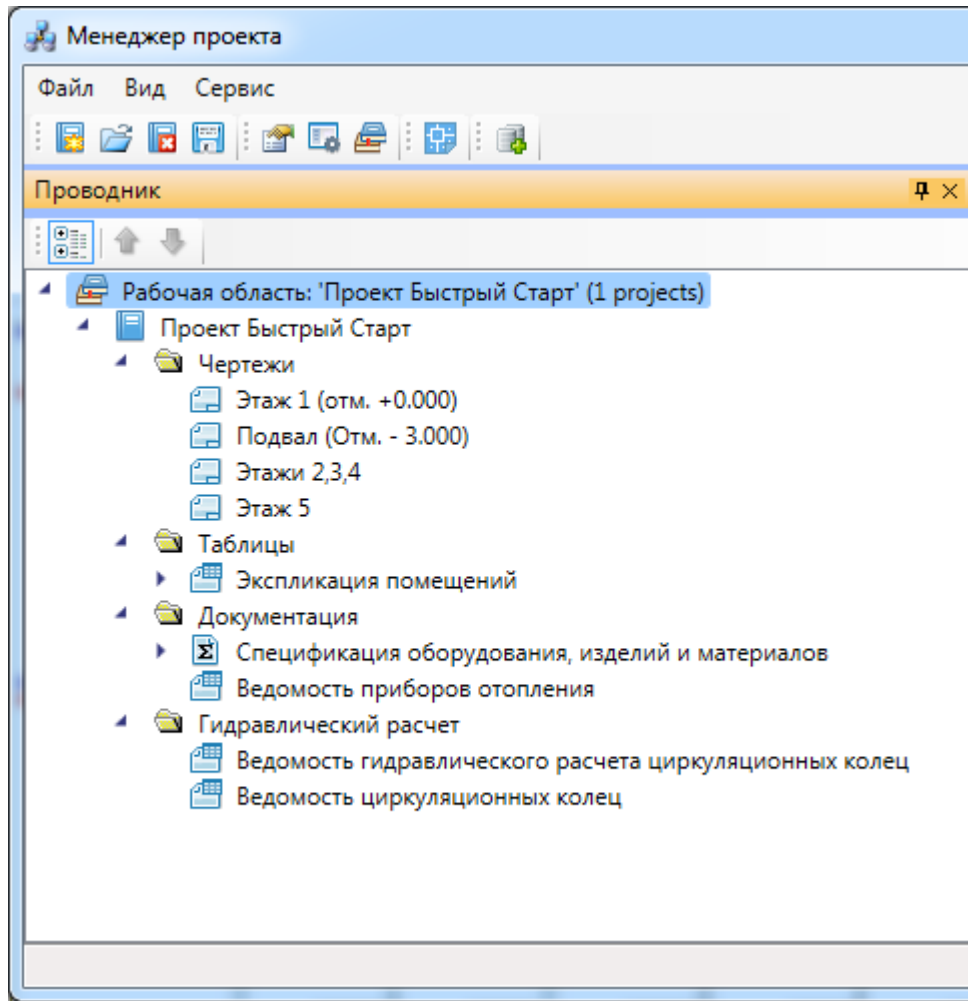 Менеджер проекта
Файл Вид Сервис
Проводник
Рабочая область: 'Проект Быстрый Старт' (1 projects)
Проект Быстрый Старт
Чертежи
Этаж 1 (отм. +0.000)
Подвал (Отм. - 3.000)
Этажи 2,3,4
Этаж 5
Таблицы
Экспликация помещений
Документация
Спецификация оборудования, изделий и материалов
Ведомость приборов отопления
Гидравлический расчет
Ведомость гидравлического расчета циркуляционных колец
Ведомость циркуляционных колец